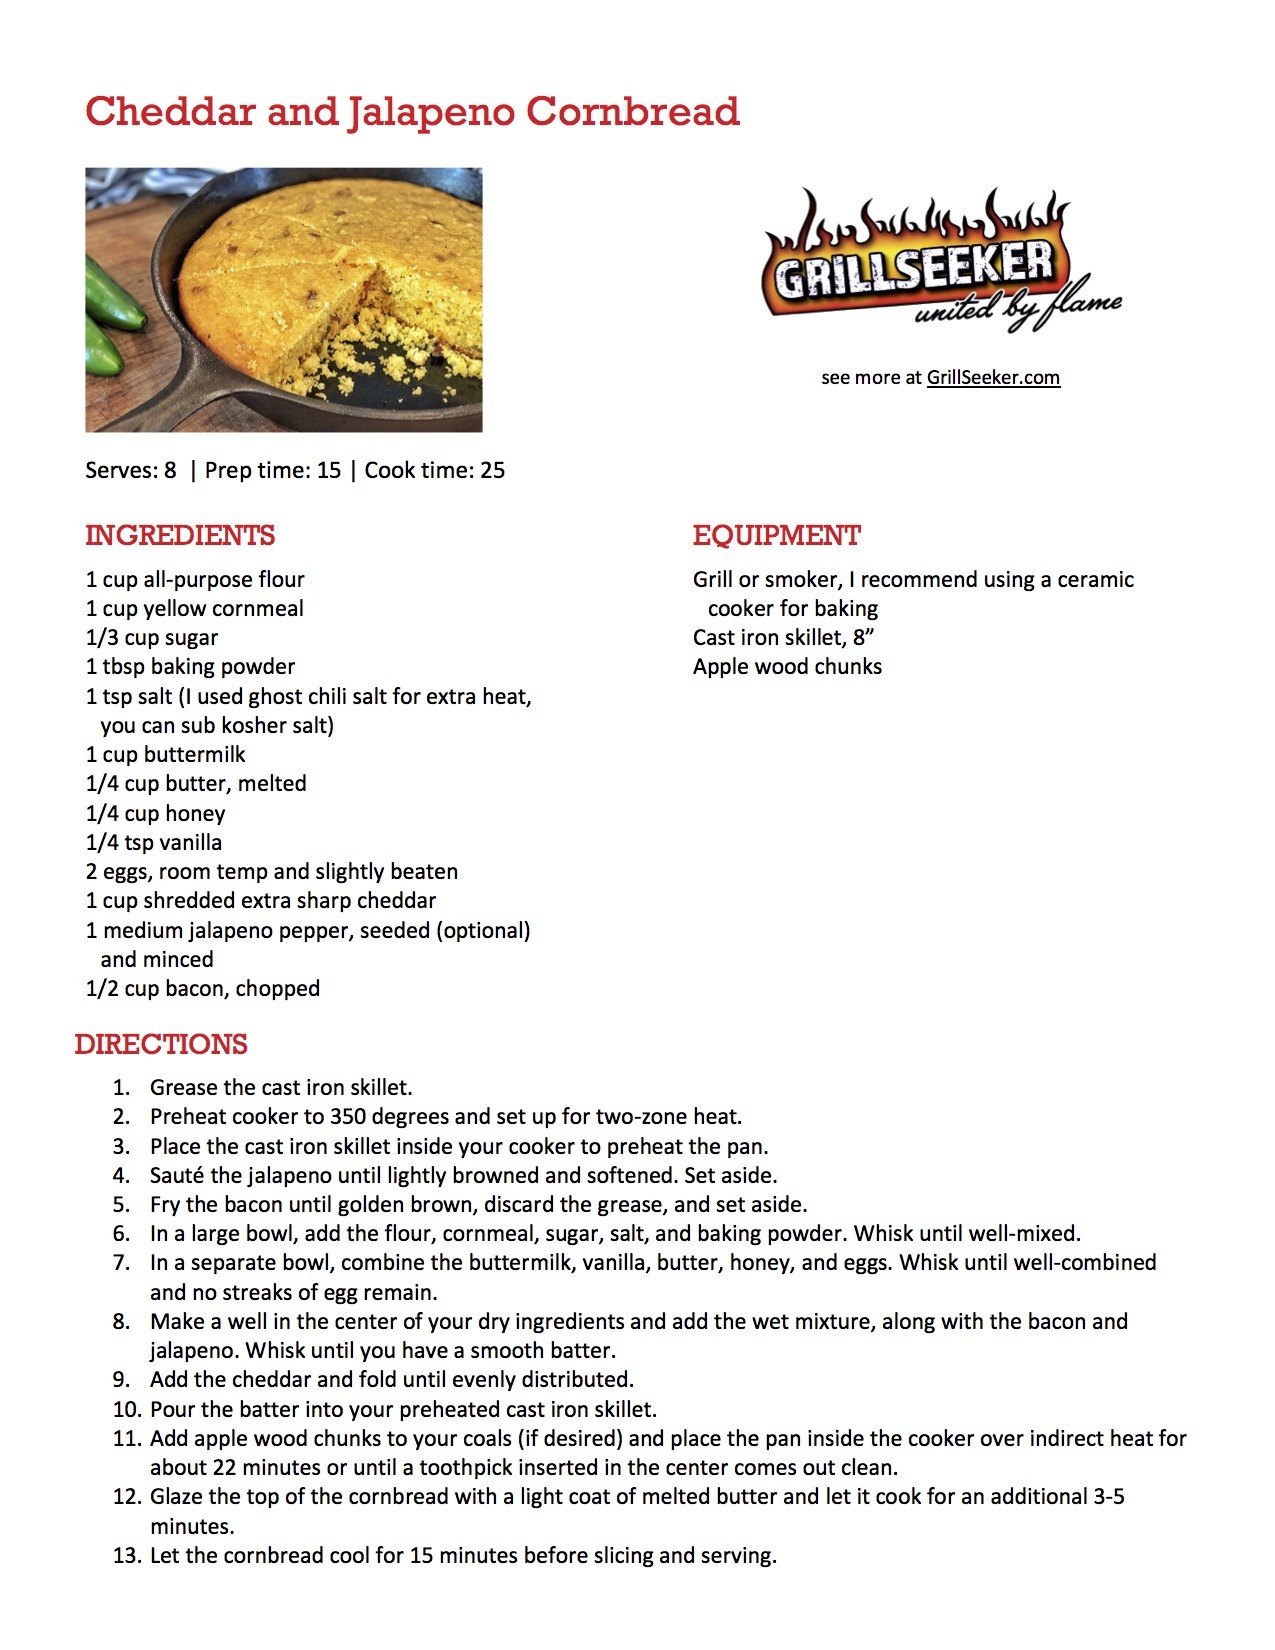 Cheddar and Jalapeno Cornbread
GRILLSEEKER
united by flame
see more at GrillSeeker.com
Serves: 8 | Prep time: 15 | Cook time: 25
INGREDIENTS
1 cup all-purpose flour
1 cup yellow cornmeal
1/3 cup sugar
1 tbsp baking powder
1 tsp salt (I used ghost chili salt for extra heat,
you can sub kosher salt)
1 cup buttermilk
1/4 cup butter, melted
1/4 cup honey
1/4 tsp vanilla
2 eggs, room temp and slightly beaten
1 cup shredded extra sharp cheddar
1 medium jalapeno pepper, seeded (optional)
and minced
1/2 cup bacon, chopped
EQUIPMENT
Grill or smoker, I recommend using a ceramic
cooker for baking
Cast iron skillet, 8”
Apple wood chunks
DIRECTIONS
1. Grease the cast iron skillet.
2. Preheat cooker to 350 degrees and set up for two-zone heat.
3. Place the cast iron skillet inside your cooker to preheat the pan.
4. Sauté the jalapeno until lightly browned and softened. Set aside.
5. Fry the bacon until golden brown, discard the grease, and set aside.
6. In a large bowl, add the flour, cornmeal, sugar, salt, and baking powder. Whisk until well-mixed.
7. In a separate bowl, combine the buttermilk, vanilla, butter, honey, and eggs. Whisk until well-combined
and no streaks of egg remain.
8. Make a well in the center of your dry ingredients and add the wet mixture, along with the bacon and
jalapeno. Whisk until you have a smooth batter.
9. Add the cheddar and fold until evenly distributed.
10. Pour the batter into your preheated cast iron skillet.
11. Add apple wood chunks to your coals (if desired) and place the pan inside the cooker over indirect heat for
about 22 minutes or until a toothpick inserted in the center comes out clean.
12. Glaze the top of the cornbread with a light coat of melted butter and let it cook for an additional 3-5
minutes.
13. Let the cornbread cool for 15 minutes before slicing and serving.